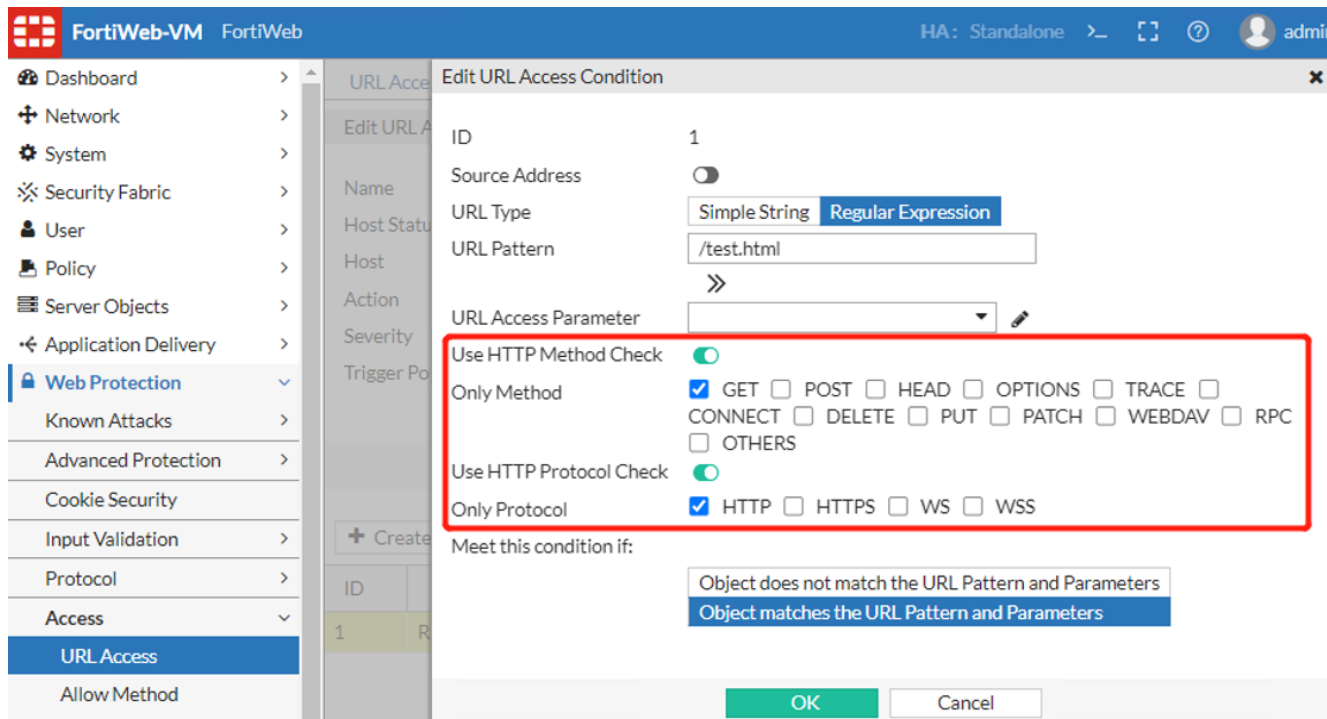 FortiWeb-VM FortiWeb HA: Standalone >_ admin
Dashboard
Network
System
Security Fabric
User
Policy
Server Objects
Application Delivery
Web Protection
Known Attacks
Advanced Protection
Cookie Security
Input Validation
Protocol
Access
URL Access
Allow Method
URL Acce
Edit URL A
Name
Host Statu
Host
Action
Severity
Trigger Po
+ Create
ID
1 R
Edit URL Access Condition
ID 1
Source Address
URL Type Simple String Regular Expression
URL Pattern /test.html
URL Access Parameter
Use HTTP Method Check
Only Method GET POST HEAD OPTIONS TRACE
CONNECT DELETE PUT PATCH WEBDAV RPC
OTHERS
Use HTTP Protocol Check
Only Protocol HTTP HTTPS WS WSS
Meet this condition if:
Object does not match the URL Pattern and Parameters
Object matches the URL Pattern and Parameters
OK Cancel